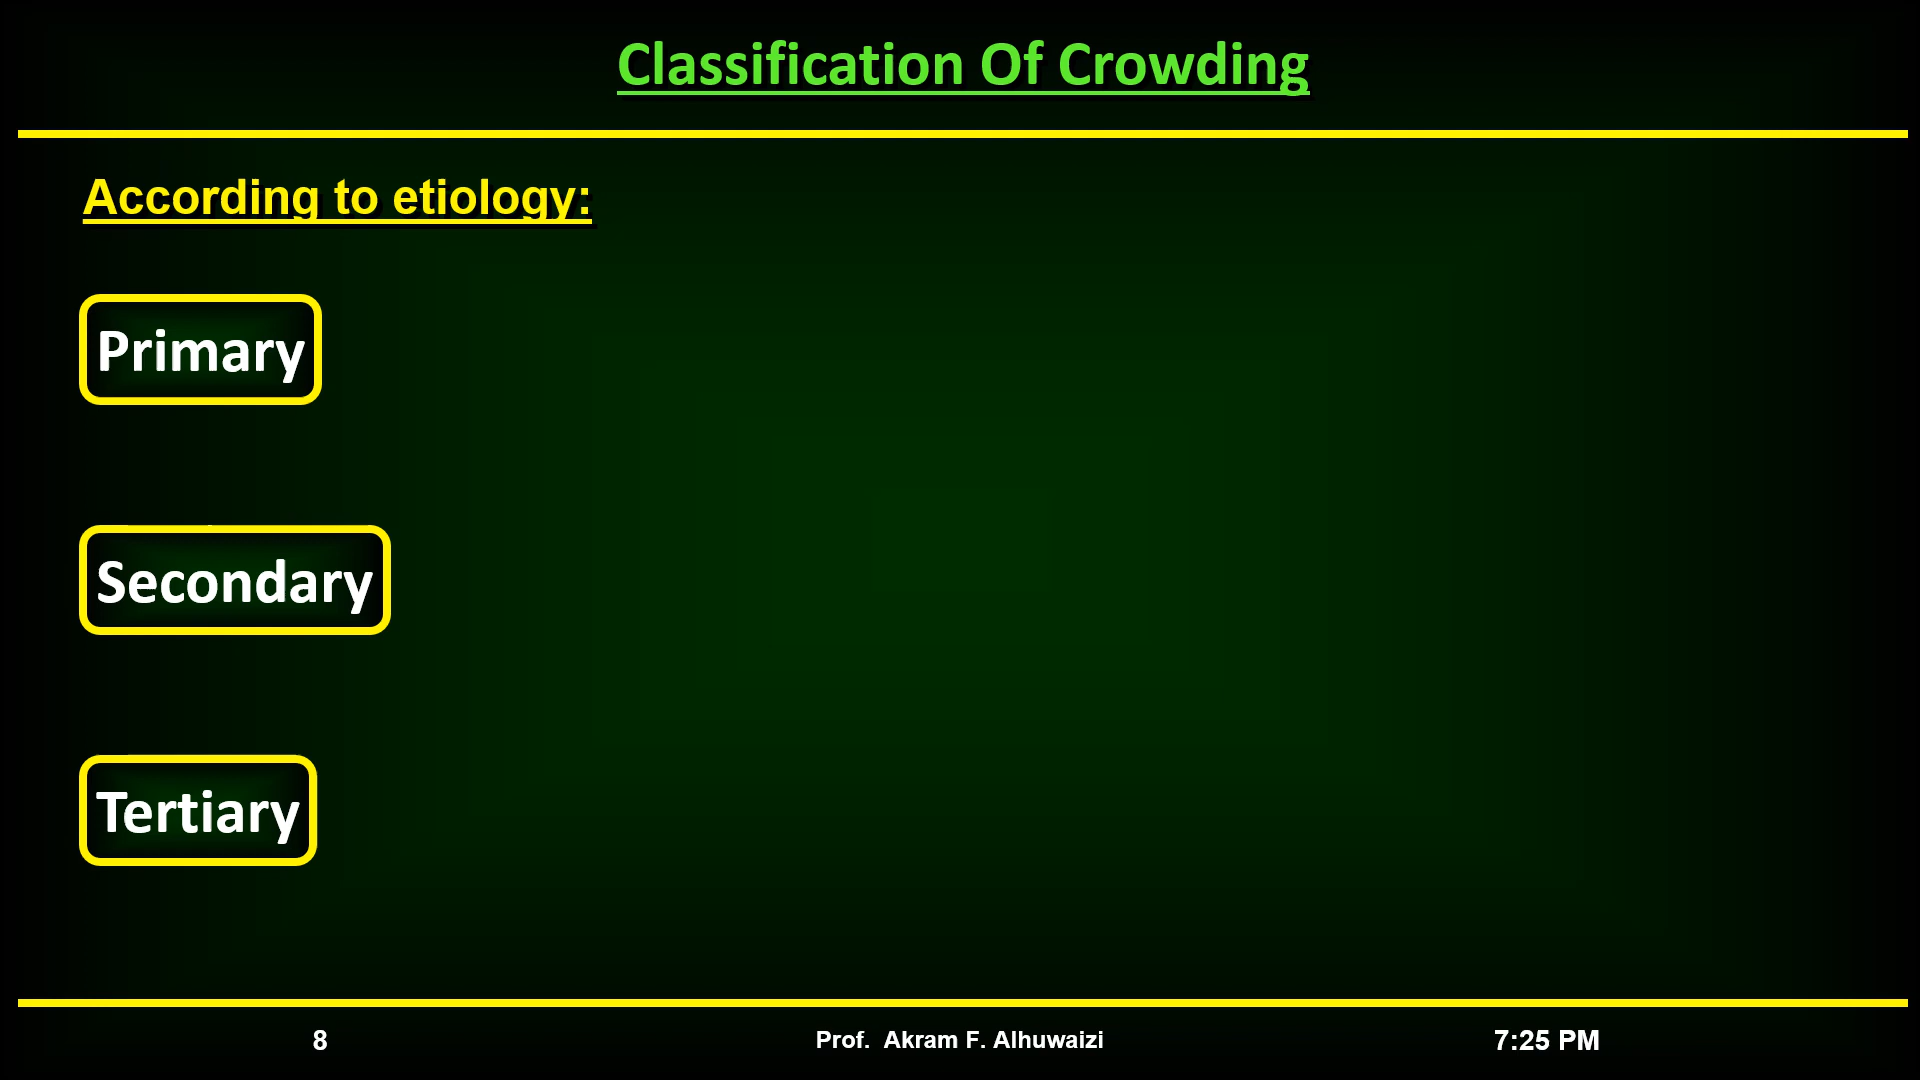 Classification Of Crowding
According to etiology:
Primary
Secondary
Tertiary
8 Prof. Akram F. Alhuwaizi 7:25 PM